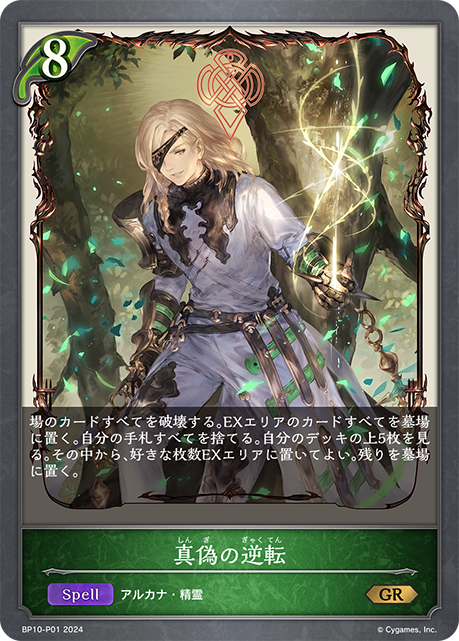 8
場のカードすべてを破壊する。EXエリアのカードすべてを墓場
に置く。自分の手札すべてを捨てる。自分のデッキの上5枚を見
る。その中から、好きな枚数EXエリアに置いてよい。残りを墓場
に置く。
しん ぎ ぎゃく てん
真偽の逆転
Spell アルカナ・精霊 GR
BP10-P01 2024 © Cygames, Inc.